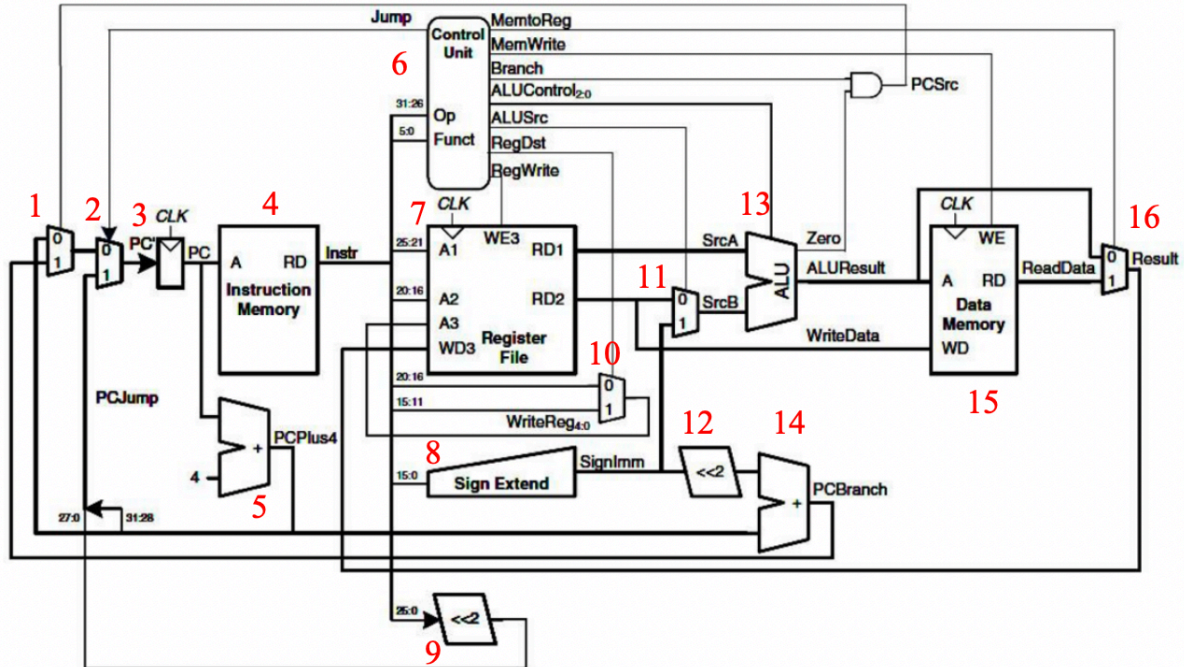 Jump
MemtoReg
Control
Unit
MemWrite
6
Branch
PCSrc
ALUControl2:0
31:26
Op
ALUSrc
5:0
Funct
RegDst
RegWrite
1
2
3
CLK
4
7
CLK
13
CLK
16
0
1
0
1
PC'
PC
A
RD
Instruction
Memory
Instr
25:21
A1
WE3
RD1
SrcA
Zero
WE
0
1
Result
11
ALU
ALUResult
A
RD
ReadData
20:16
A2
RD2
0
1
SrcB
Data
Memory
A3
Register
File
WD3
WriteData
WD
10
15
20:16
0
15:11
1
PCJump
WriteReg4:0
PCPlus4
+
4
5
8
SignImm
12
14
15:0
Sign Extend
<<2
PCBranch
+
27:0
31:28
25:0
<<2
9